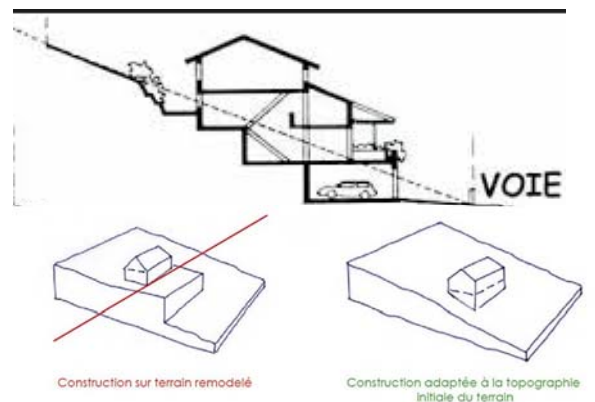 VOIE
Construction sur terrain remodelé
Construction adaptée à la topographie
initiale du terrain